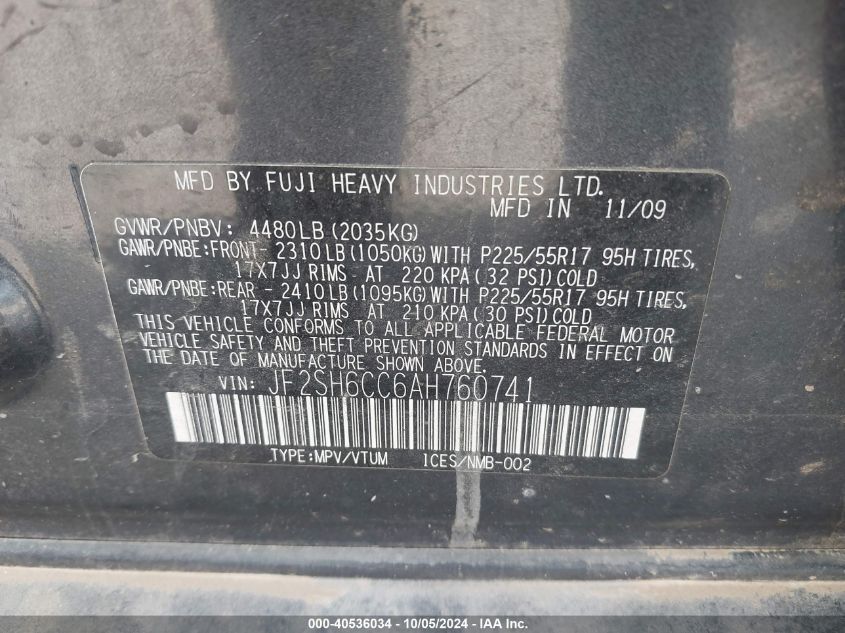 MFD BY FUJI HEAVY INDUSTRIES LTD.
MFD IN 11/09
GVWR/PNBV: 4480LB(2035KG)
GAWR/PNBE:FRONT- 2310LB(1050KG)WITH P225/55R17 95H TIRES,
17X7JJ RIMS- AT 220 KPA(32 PSI)COLD
GAWR/PNBE:REAR - 2410LB(1095KG)WITH P225/55R17 95H TIRES,
17X7JJ RIMS AT 210 KPA(30 PSI)COLD
THIS VEHICLE CONFORMS TO ALL APPLICABLE FEDERAL MOTOR
VEHICLE SAFETY AND THEFT PREVENTION STANDARDS IN EFFECT ON
THE DATE OF MANUFACTURE SHOWN ABOVE.
VIN: JF2SH6CC6AH760741
TYPE:MPV/VTUM ICES/NMB-002
000-40536034 - 10/05/2024 - IAA Inc.